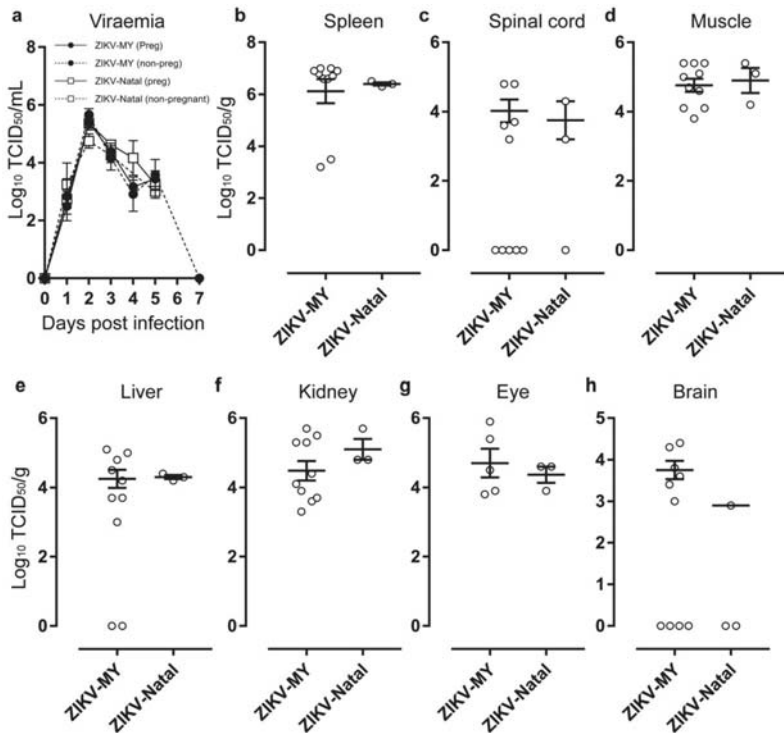 a Viraemia
ZIKV-MY (Preg)
ZIKV-MY (non-preg)
ZIKV-Natal (preg)
ZIKV-Natal (non-pregnant)
Log10 TCID50/mL
8
6
4
2
0
0 1 2 3 4 5 6 7
Days post infection
b Spleen
Log10 TCID50/g
8
6
4
2
0
ZIKV-MY
ZIKV-Natal
c Spinal cord
6
4
2
0
ZIKV-MY
ZIKV-Natal
d Muscle
6
4
2
0
ZIKV-MY
ZIKV-Natal
e Liver
Log10 TCID50/g
6
4
2
0
ZIKV-MY
ZIKV-Natal
f Kidney
6
4
2
0
ZIKV-MY
ZIKV-Natal
g Eye
6
4
2
0
ZIKV-MY
ZIKV-Natal
h Brain
5
4
3
2
1
0
ZIKV-MY
ZIKV-Natal